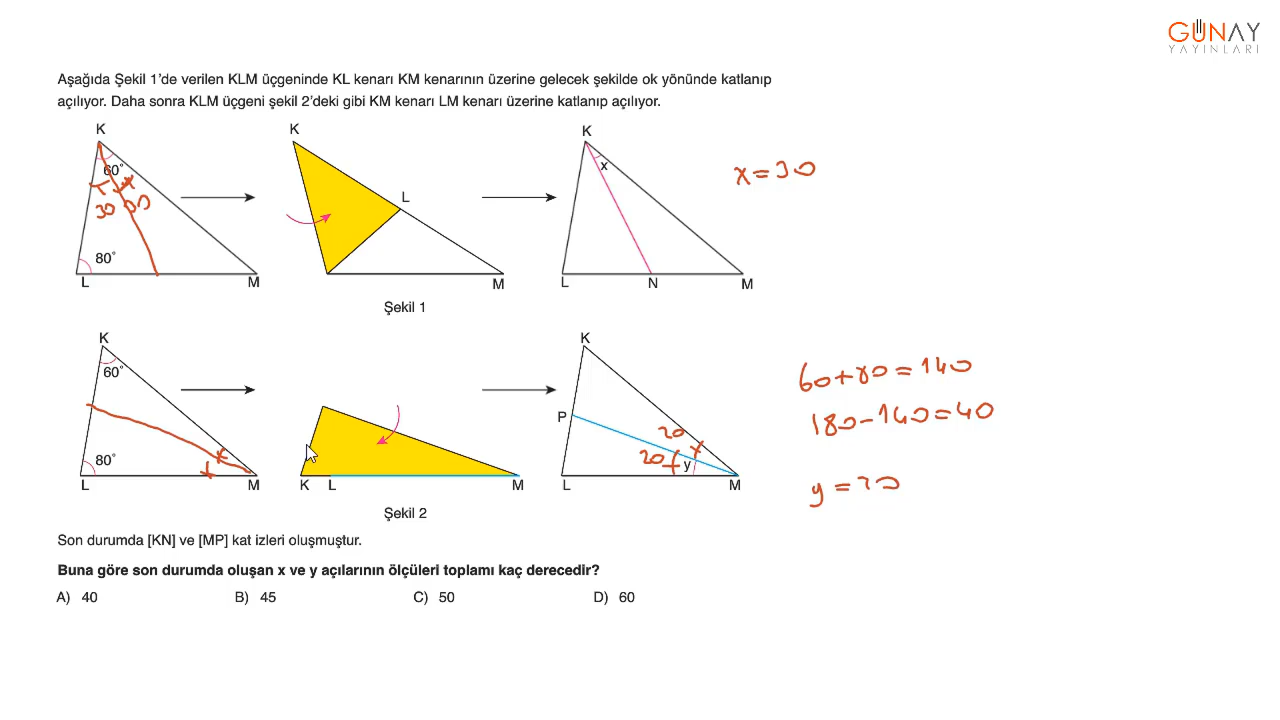 GÜNAY
YAYINLARI
Aşağıda Şekil 1'de verilen KLM üçgeninde KL kenarı KM kenarının üzerine gelecek şekilde ok yönünde katlanıp
açılıyor. Daha sonra KLM üçgeni şekil 2'deki gibi KM kenarı LM kenarı üzerine katlanıp açılıyor.
K
60°
30
80°
L
M
K
L
M
K
x
L
N
M
x=30
Şekil 1
K
60°
80°
L
M
K
L
M
K
P
20
20
y
L
M
60+80=140
180-140=40
y=20
Şekil 2
Son durumda [KN] ve [MP] kat izleri oluşmuştur.
Buna göre son durumda oluşan x ve y açılarının ölçüleri toplamı kaç derecedir?
A) 40 B) 45 C) 50 D) 60